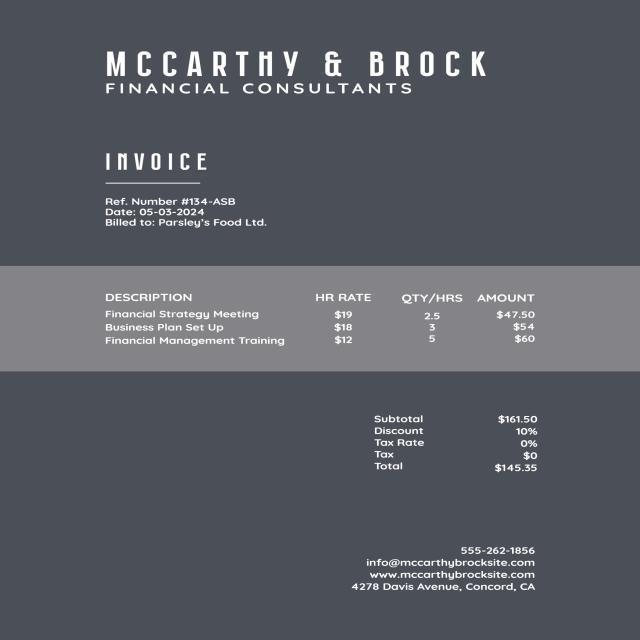 MCCARTHY & BROCK
FINANCIAL CONSULTANTS
INVOICE
Ref. Number #134-ASB
Date: 05-03-2024
Billed to: Parsley's Food Ltd.
DESCRIPTION HR RATE QTY/HRS AMOUNT
Financial Strategy Meeting $19 2.5 $47.50
Business Plan Set Up $18 3 $54
Financial Management Training $12 5 $60
Subtotal $161.50
Discount 10%
Tax Rate 0%
Tax $0
Total $145.35
555-262-1856
info@mccarthybrocksite.com
www.mccarthybrocksite.com
4278 Davis Avenue, Concord, CA